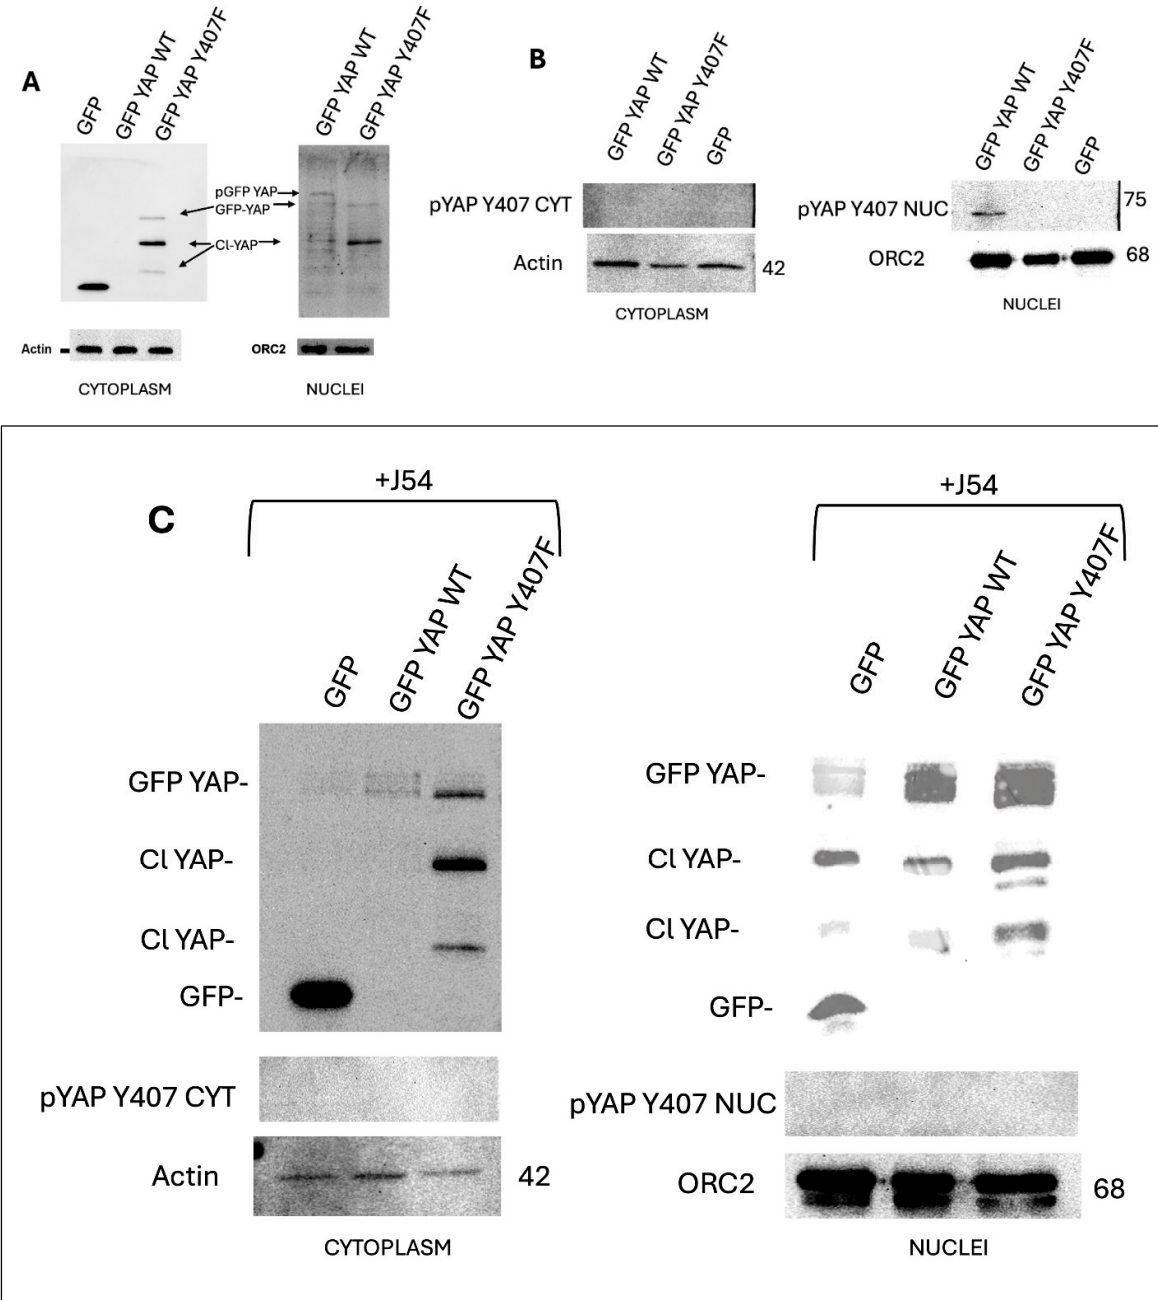 A
GFP
GFP YAP WT
GFP YAP Y407F
GFP YAP WT
GFP YAP Y407F
pGFP YAP
GFP-YAP
Cl-YAP
Actin
ORC2
CYTOPLASM
NUCLEI
B
GFP YAP WT
GFP YAP Y407F
GFP
GFP YAP WT
GFP YAP Y407F
GFP
pYAP Y407 CYT
Actin
42
CYTOPLASM
pYAP Y407 NUC
75
ORC2
68
NUCLEI
C
+J54
GFP
GFP YAP WT
GFP YAP Y407F
GFP YAP-
Cl YAP-
Cl YAP-
GFP-
pYAP Y407 CYT
Actin
42
CYTOPLASM
+J54
GFP
GFP YAP WT
GFP YAP Y407F
GFP YAP-
Cl YAP-
Cl YAP-
GFP-
pYAP Y407 NUC
ORC2
68
NUCLEI